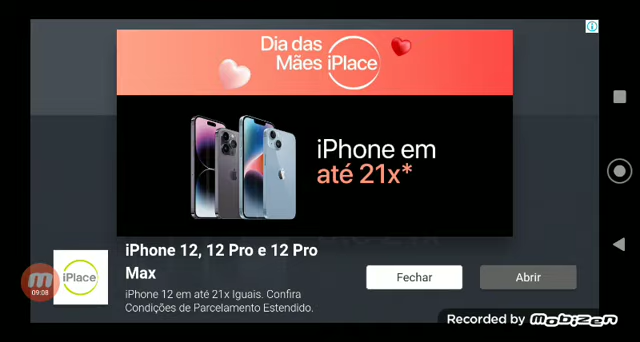 Dia das
Mães iPlace
iPhone em
até 21x*
iPhone 12, 12 Pro e 12 Pro
Max
iPlace
iPhone 12 em até 21x Iguais. Confira
Condições de Parcelamento Estendido.
Fechar
Abrir
09:08
Recorded by Mobizen